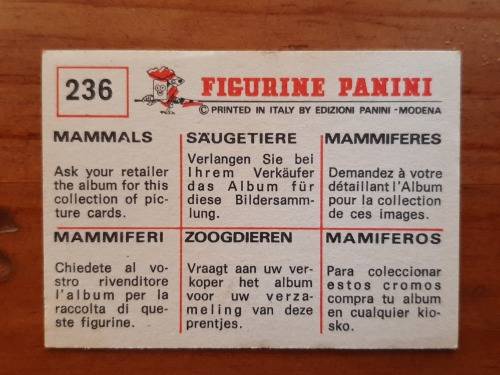 236
FIGURINE PANINI
© PRINTED IN ITALY BY EDIZIONI PANINI - MODENA
MAMMALS
Ask your retailer
the album for this
collection of pic-
ture cards.
SÄUGETIERE
Verlangen Sie bei
Ihrem Verkäufer
das Album für
diese Bildersamm-
lung.
MAMMIFERES
Demandez à votre
détaillant l'Album
pour la collection
de ces images.
MAMMIFERI
Chiedete al vo-
stro rivenditore
l'album per la
raccolta di que-
ste figurine.
ZOOGDIEREN
Vraagt aan uw ver-
koper het album
voor uw verza-
meling van deze
prentjes.
MAMIFEROS
Para coleccionar
estos cromos
compra tu album
en cualquier kio-
sko.